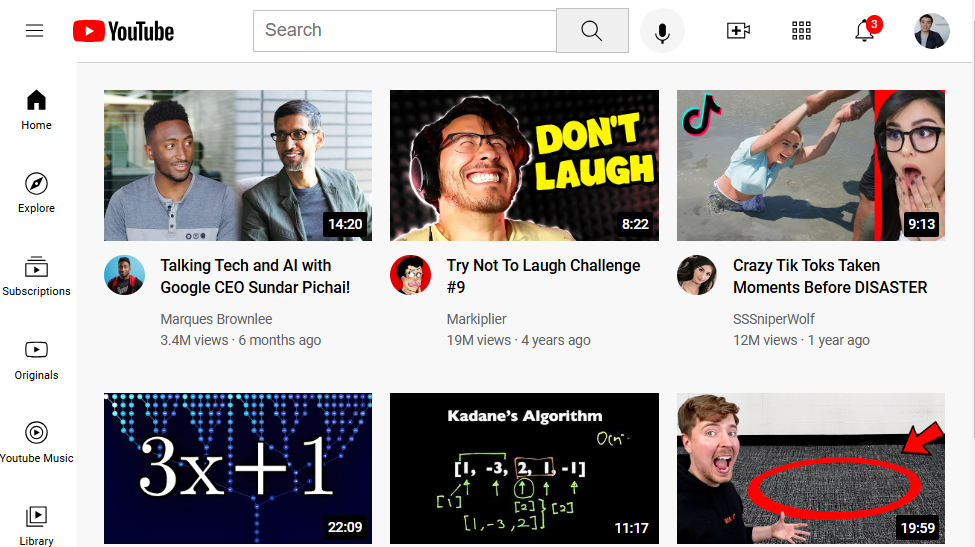 YouTube
Search
3
Home
Explore
Subscriptions
Originals
Youtube Music
Library
14:20
Talking Tech and AI with
Google CEO Sundar Pichai!
Marques Brownlee
3.4M views · 6 months ago
DON'T
LAUGH
8:22
Try Not To Laugh Challenge
#9
Markiplier
19M views · 4 years ago
9:13
Crazy Tik Toks Taken
Moments Before DISASTER
SSSniperWolf
12M views · 1 year ago
3x+1
22:09
Kadane's Algorithm
[1, -3, 2, 1, -1]
[1]
[2]
[2]
[1, -3, 2]
11:17
19:59